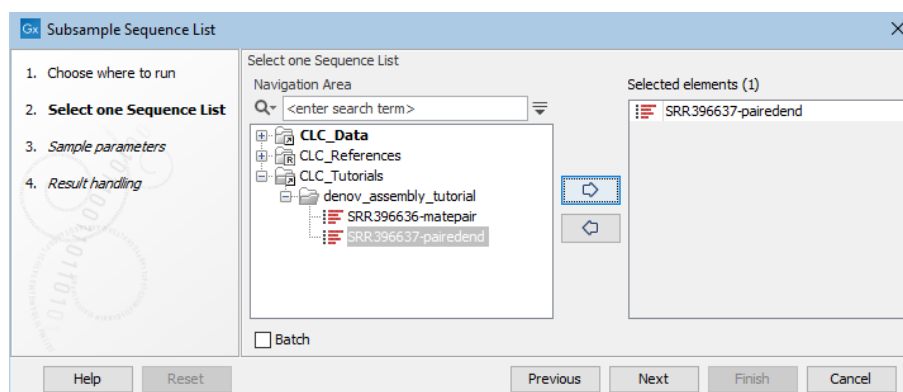 Gx Subsample Sequence List
1. Choose where to run
2. Select one Sequence List
3. Sample parameters
4. Result handling
Select one Sequence List
Navigation Area
<enter search term>
CLC_Data
CLC_References
CLC_Tutorials
denov_assembly_tutorial
SRR396636-matepair
SRR396637-pairedend
Batch
Selected elements (1)
SRR396637-pairedend
Help Reset Previous Next Finish Cancel